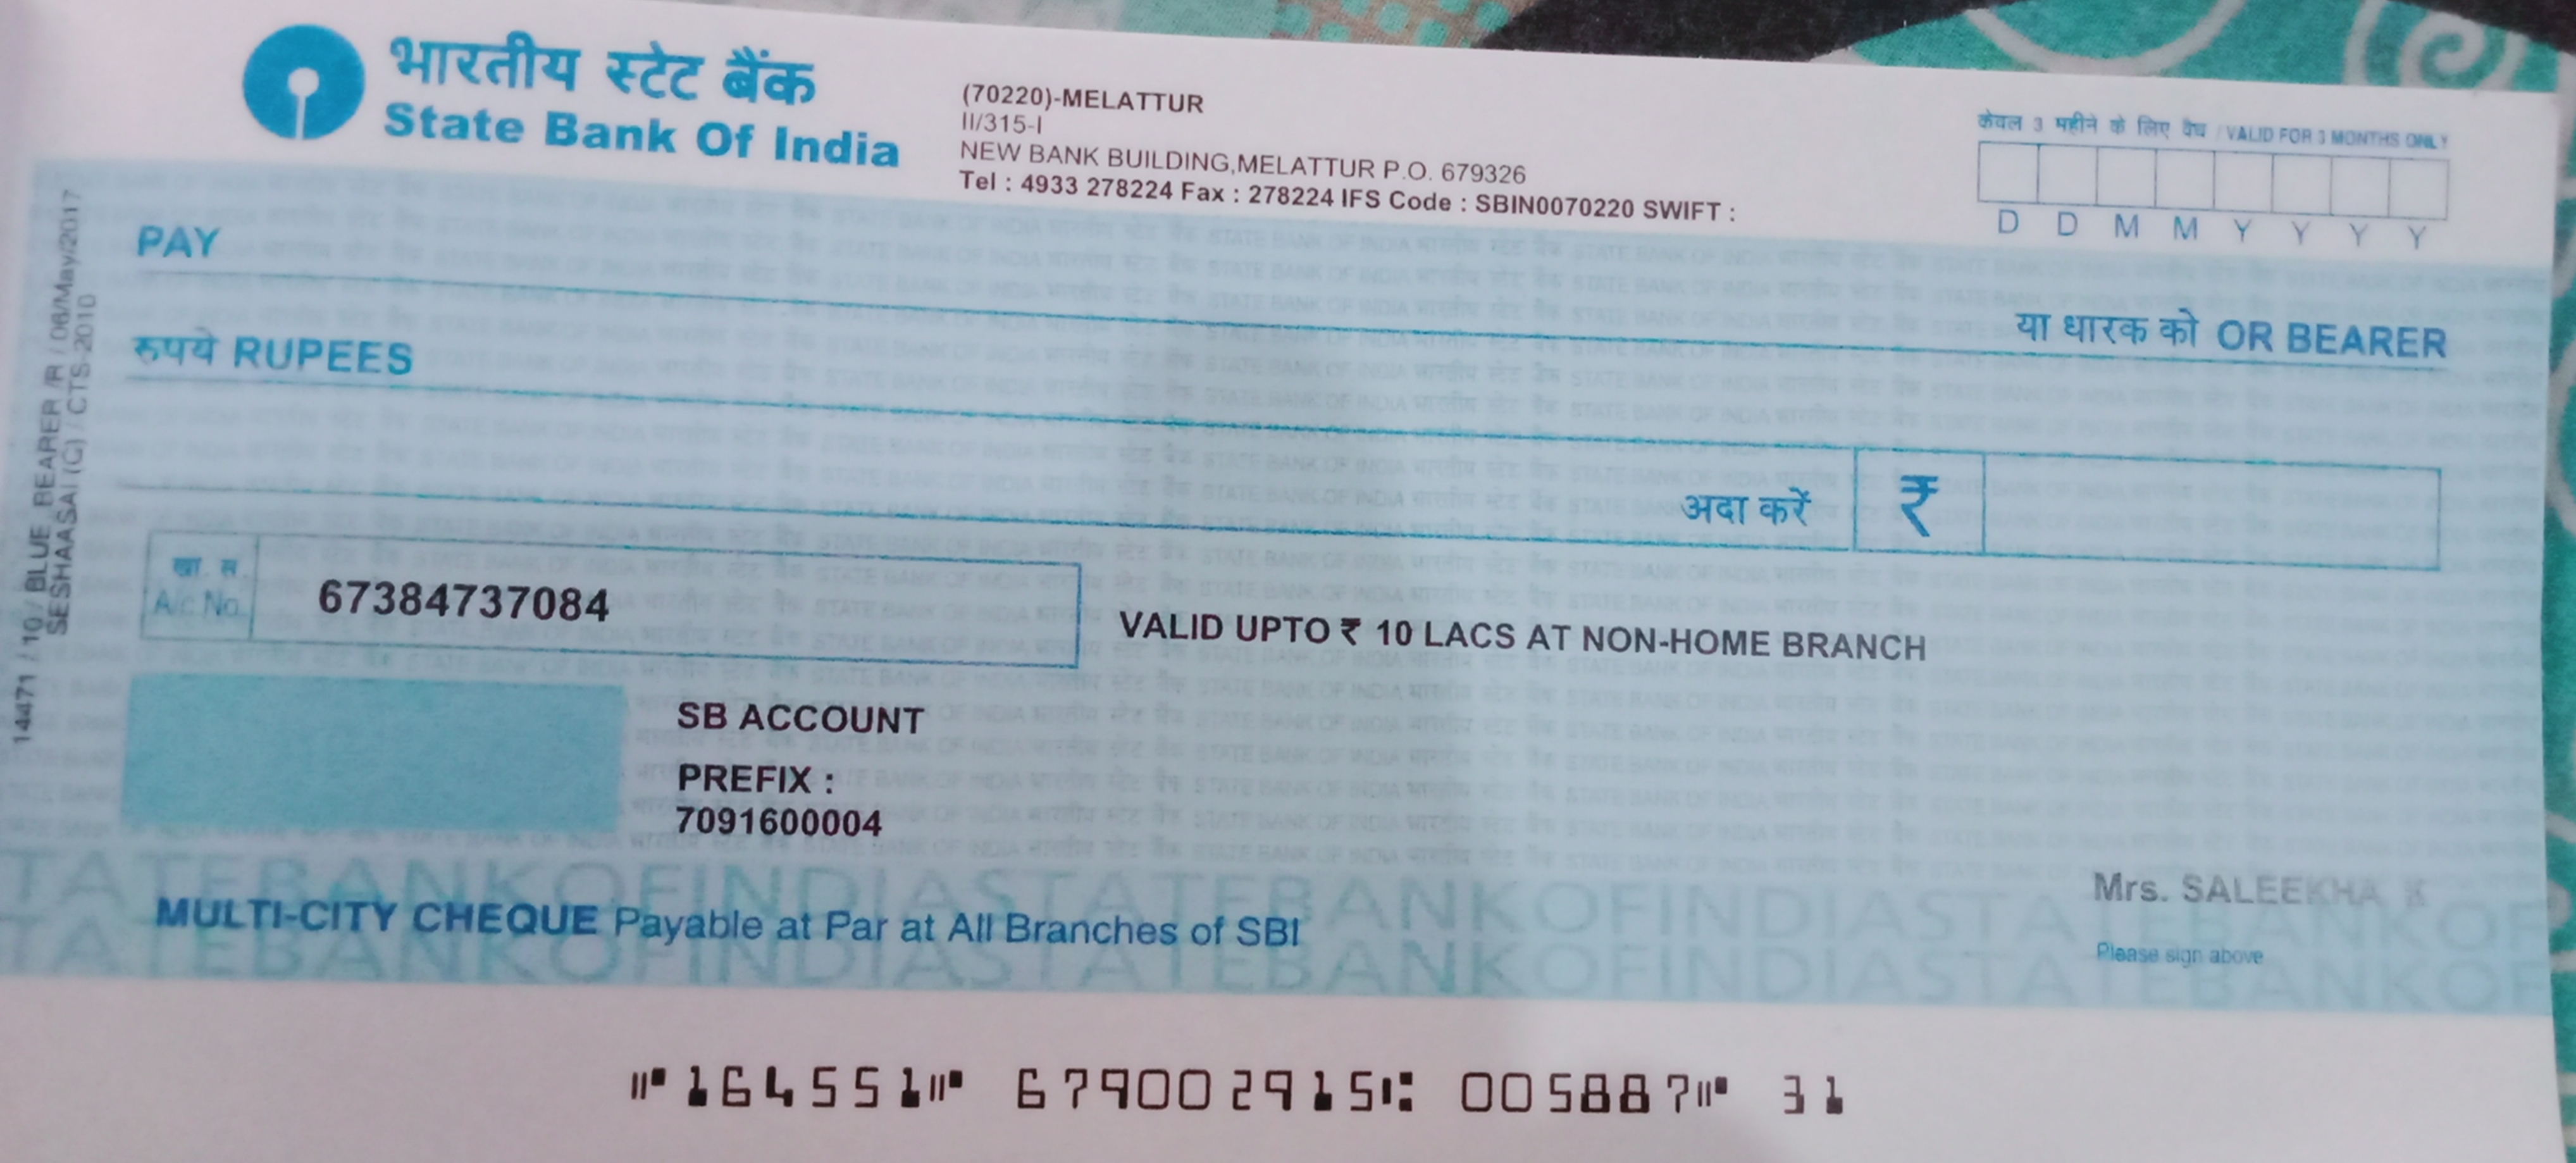 भारतीय स्टेट बैंक
State Bank Of India
(70220)-MELATTUR
II/315-I
NEW BANK BUILDING,MELATTUR P.O. 679326
Tel : 4933 278224 Fax : 278224 IFS Code : SBIN0070220 SWIFT :
केवल 3 महीने के लिए वैध / VALID FOR 3 MONTHS ONLY
D D M M Y Y Y Y
PAY
या धारक को OR BEARER
रुपये RUPEES
अदा करें ₹
खा. स
A/c No.
67384737084
VALID UPTO ₹ 10 LACS AT NON-HOME BRANCH
SB ACCOUNT
PREFIX :
7091600004
Mrs. SALEEKHA K
MULTI-CITY CHEQUE Payable at Par at All Branches of SBI
Please sign above
TATEBANKOFINDIASTATEBANKOFINDIASTATEBANKOF
TATEBANKOFINDIASTATEBANKOFINDIASTATEBANKOF
⑈164551⑈ 679002915⑆ 005887⑈ 31
14471 / 10 / BLUE BEARER /R / 06/May/2017
SESHAASAI (G) / CTS-2010